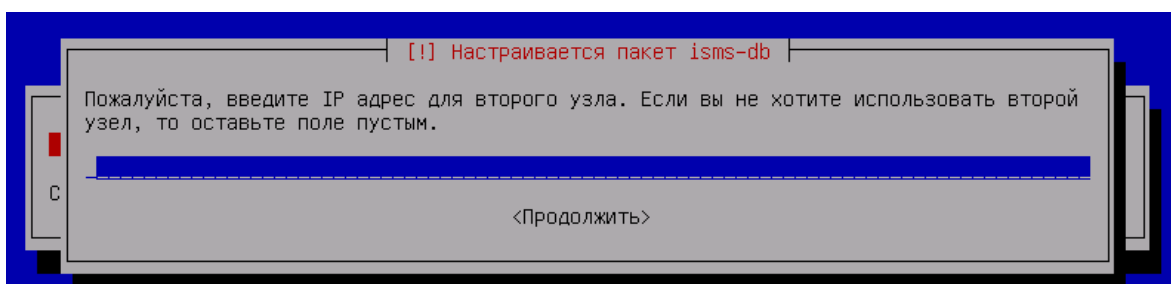 [!] Настраивается пакет isms-db
Пожалуйста, введите IP адрес для второго узла. Если вы не хотите использовать второй
узел, то оставьте поле пустым.
С
<Продолжить>